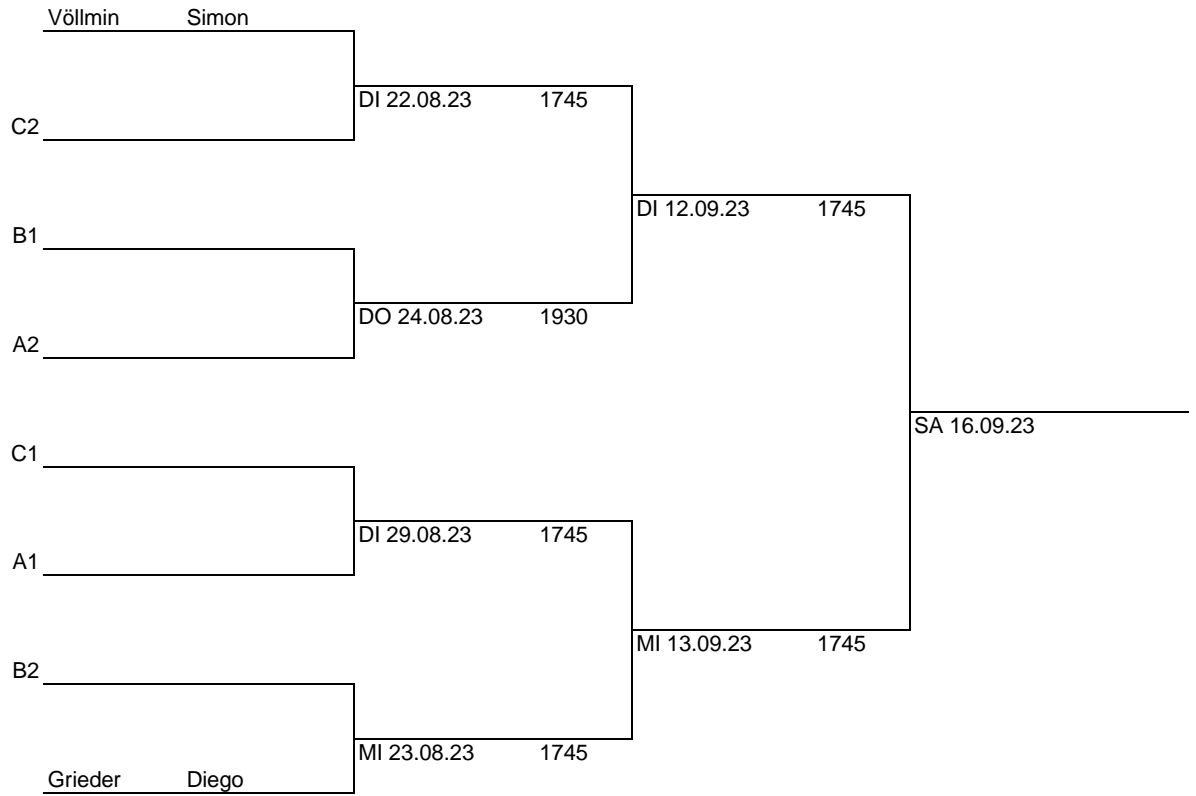 Völlmin Simon
DI 22.08.23 1745
C2
DI 12.09.23 1745
B1
DO 24.08.23 1930
A2
SA 16.09.23
C1
DI 29.08.23 1745
A1
MI 13.09.23 1745
B2
MI 23.08.23 1745
Grieder Diego